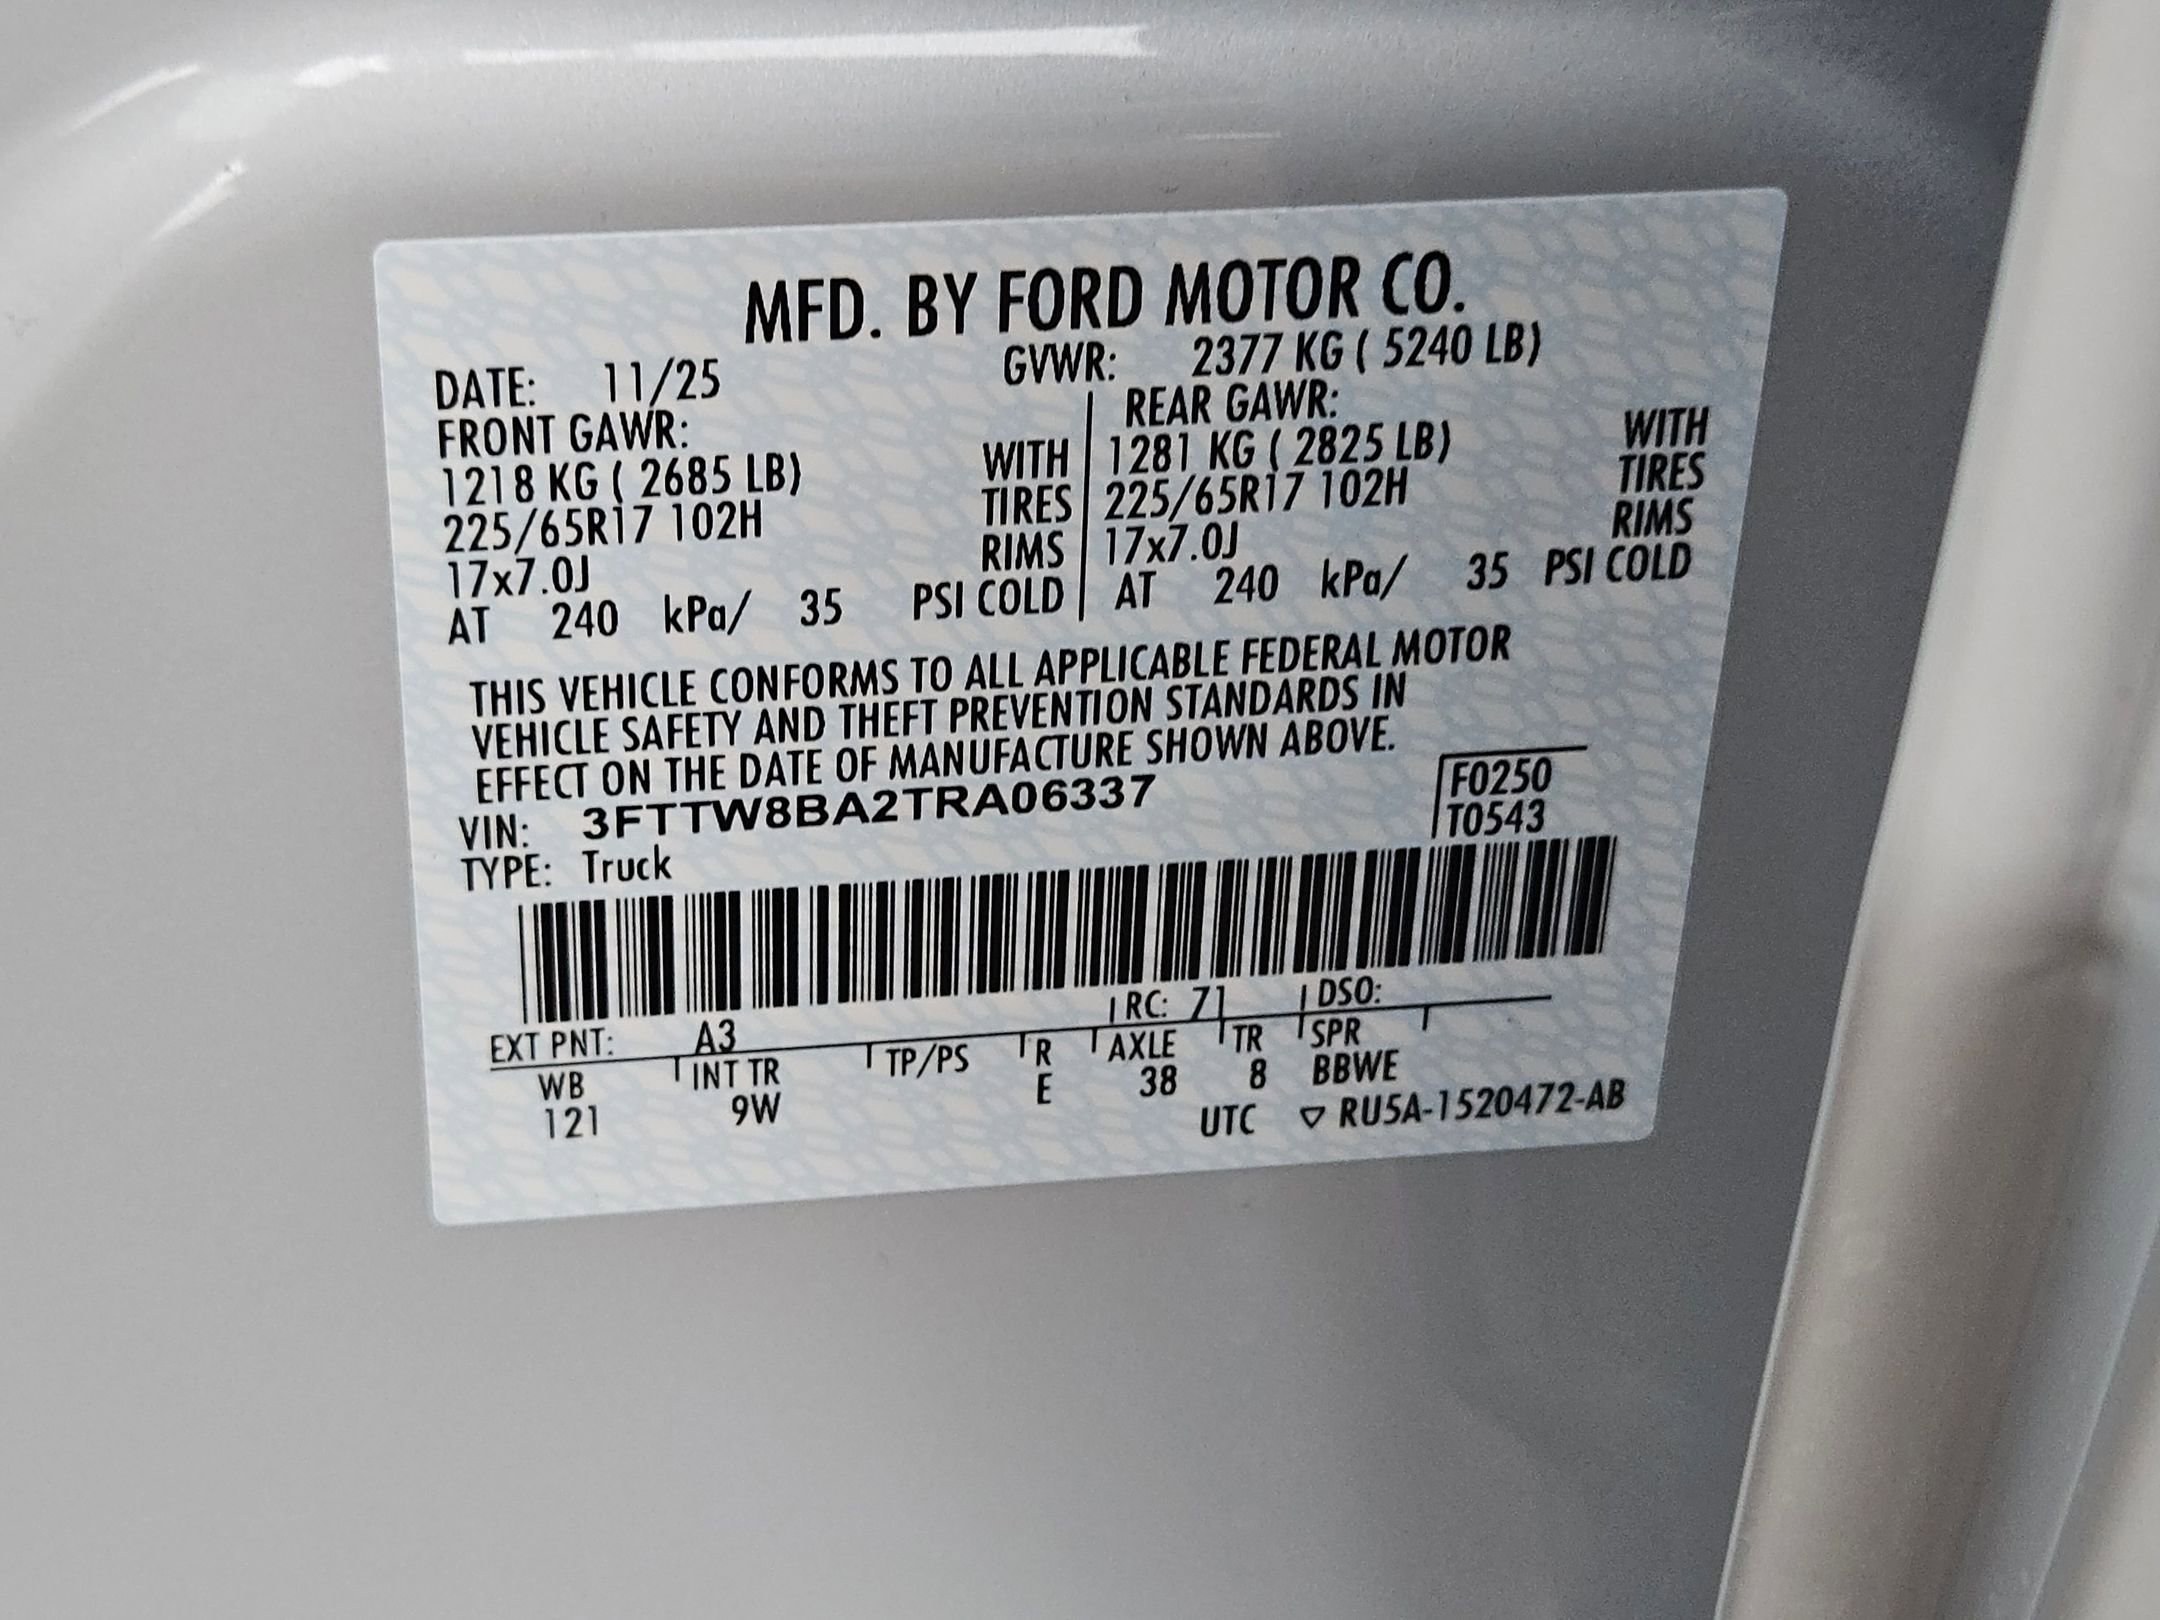 MFD. BY FORD MOTOR CO.
DATE: 11/25 GVWR: 2377 KG ( 5240 LB)
FRONT GAWR: REAR GAWR:
1218 KG ( 2685 LB) WITH 1281 KG ( 2825 LB) WITH
225/65R17 102H TIRES 225/65R17 102H TIRES
17x7.0J RIMS 17x7.0J RIMS
AT 240 kPa/ 35 PSI COLD AT 240 kPa/ 35 PSI COLD
THIS VEHICLE CONFORMS TO ALL APPLICABLE FEDERAL MOTOR
VEHICLE SAFETY AND THEFT PREVENTION STANDARDS IN
EFFECT ON THE DATE OF MANUFACTURE SHOWN ABOVE.
VIN: 3FTTW8BA2TRA06337 F0250
TYPE: Truck T0543
EXT PNT: A3 RC: 71 DSO:
WB INT TR TP/PS R AXLE TR SPR
121 9W E 38 8 BBWE
UTC ▽ RU5A-1520472-AB